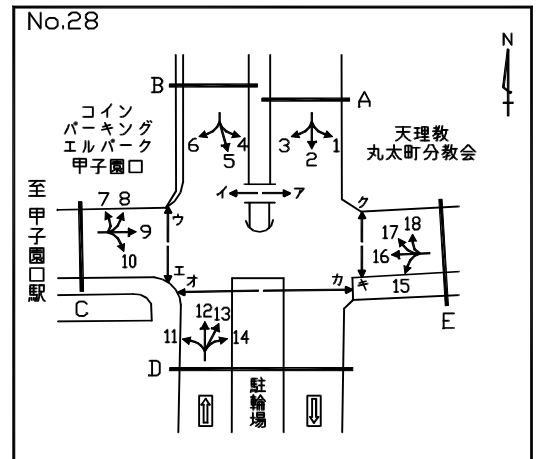 No.28
N
B
A
コイン
パーキング
エルパーク
甲子園口
天理教
丸太町分教会
6
5
4
3
2
1
イ
ア
至甲子園口駅
7
8
9
10
ウ
エ
ク
キ
17
18
16
15
オ
カ
C
E
11
12
13
14
D
駐輪場